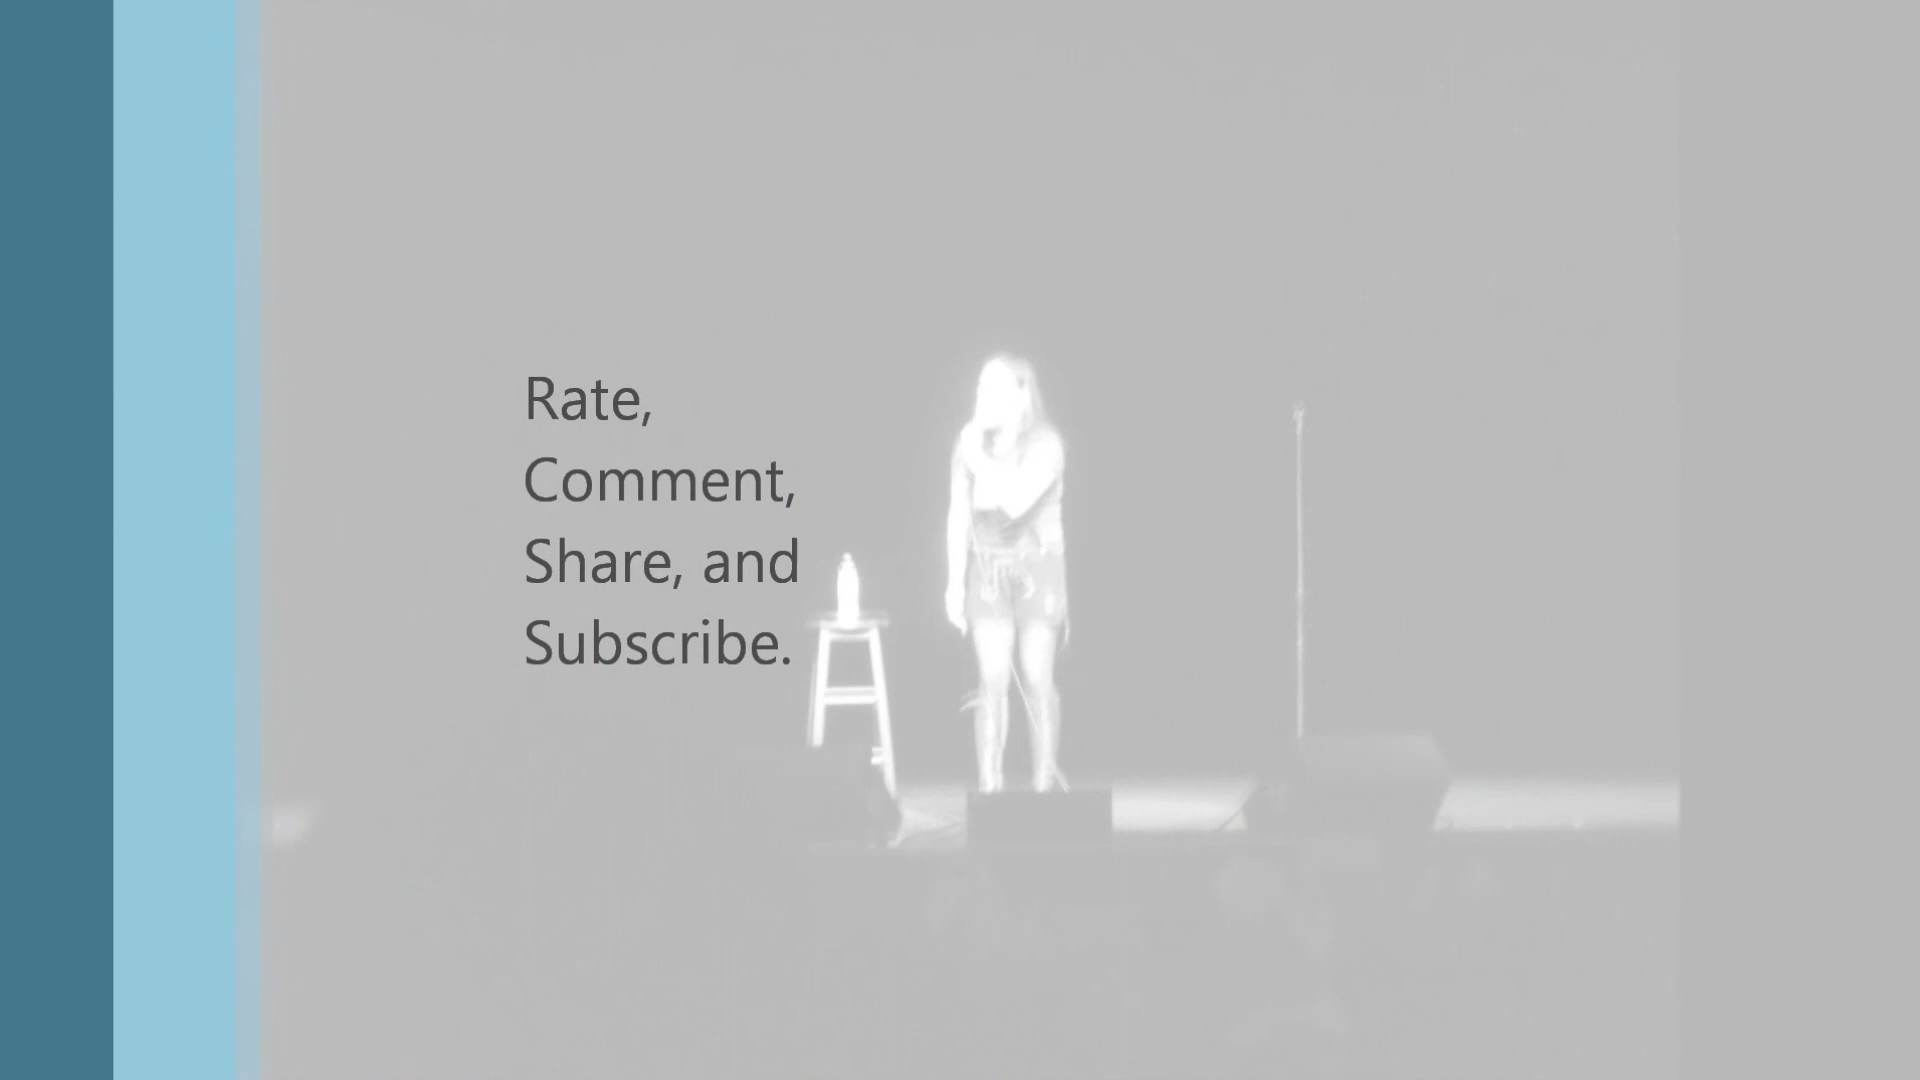 Rate,
Comment,
Share, and
Subscribe.